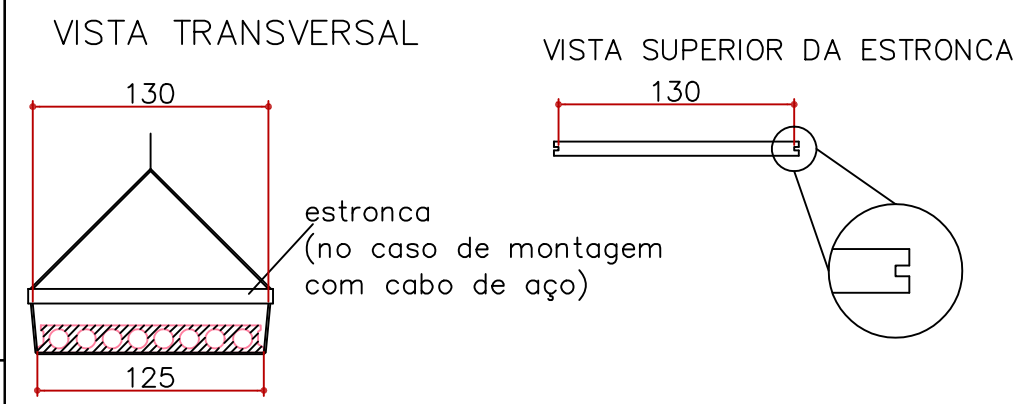 VISTA TRANSVERSAL
130
estronca
(no caso de montagem
com cabo de aço)
125
VISTA SUPERIOR DA ESTRONCA
130